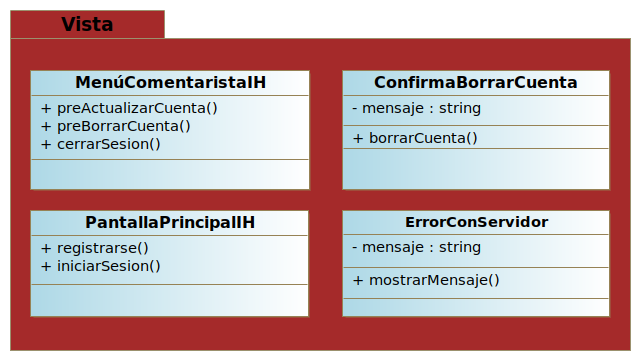 Vista
MenúComentaristaIH
+ preActualizarCuenta()
+ preBorrarCuenta()
+ cerrarSesion()
ConfirmaBorrarCuenta
- mensaje : string
+ borrarCuenta()
PantallaPrincipalIH
+ registrarse()
+ iniciarSesion()
ErrorConServidor
- mensaje : string
+ mostrarMensaje()